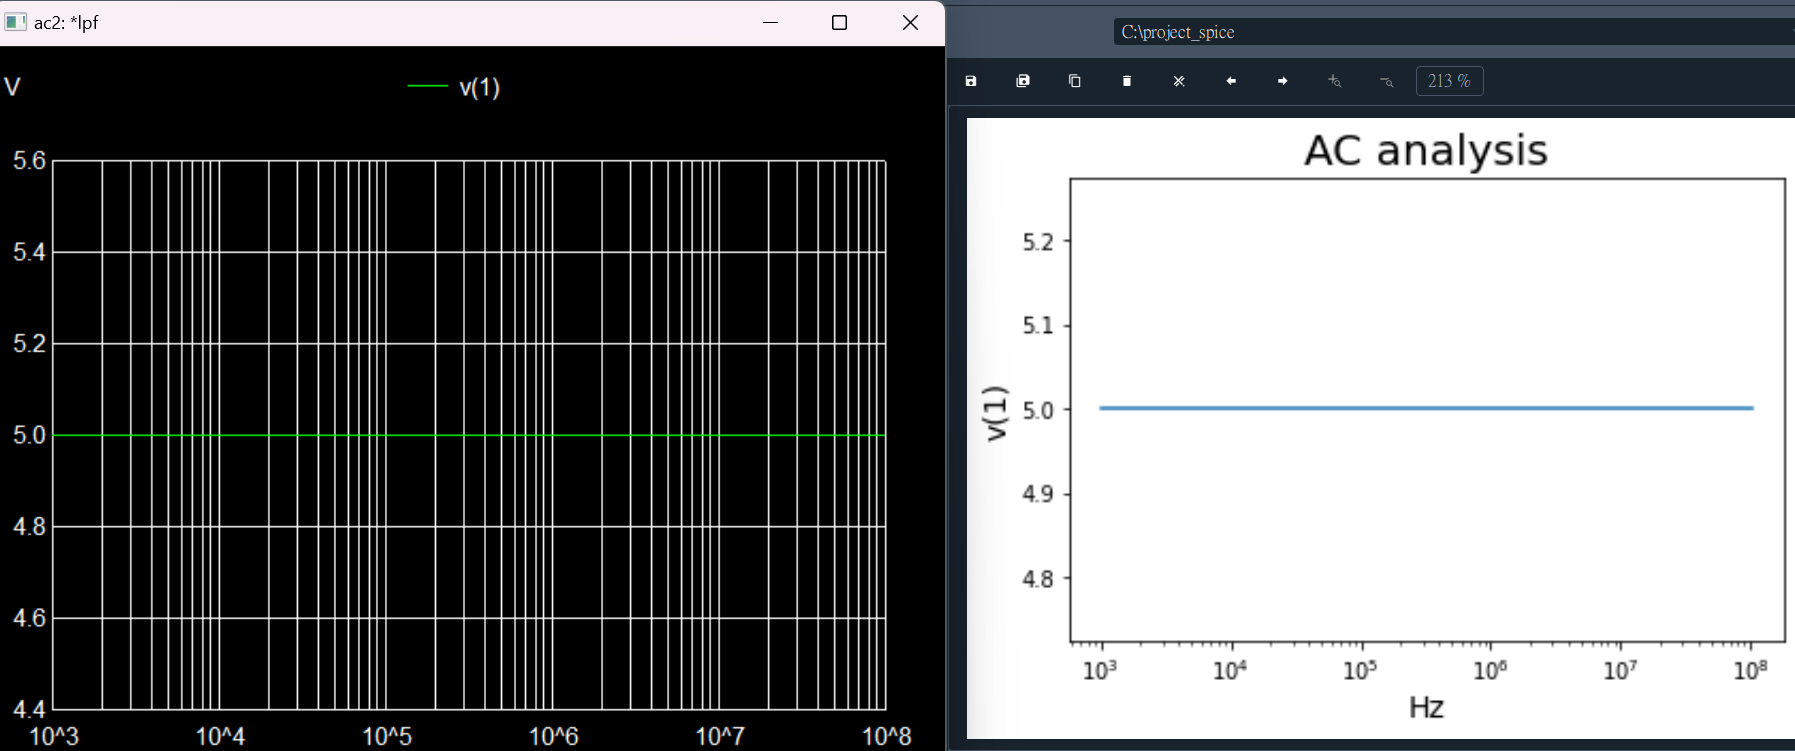 ac2: *lpf
V
v(1)
5.6
5.4
5.2
5.0
4.8
4.6
4.4
10^3 10^4 10^5 10^6 10^7 10^8
C:\project_spice
213 %
AC analysis
v(1)
5.2
5.1
5.0
4.9
4.8
10³ 10⁴ 10⁵ 10⁶ 10⁷ 10⁸
Hz